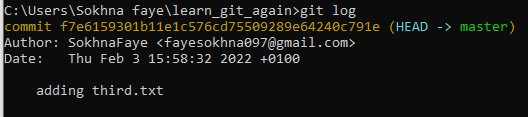 C:\Users\Sokhna faye\learn_git_again>git log
commit f7e6159301b11e1c576cd75509289e64240c791e (HEAD -> master)
Author: SokhnaFaye <fayesokhna097@gmail.com>
Date:   Thu Feb 3 15:58:32 2022 +0100
    adding third.txt